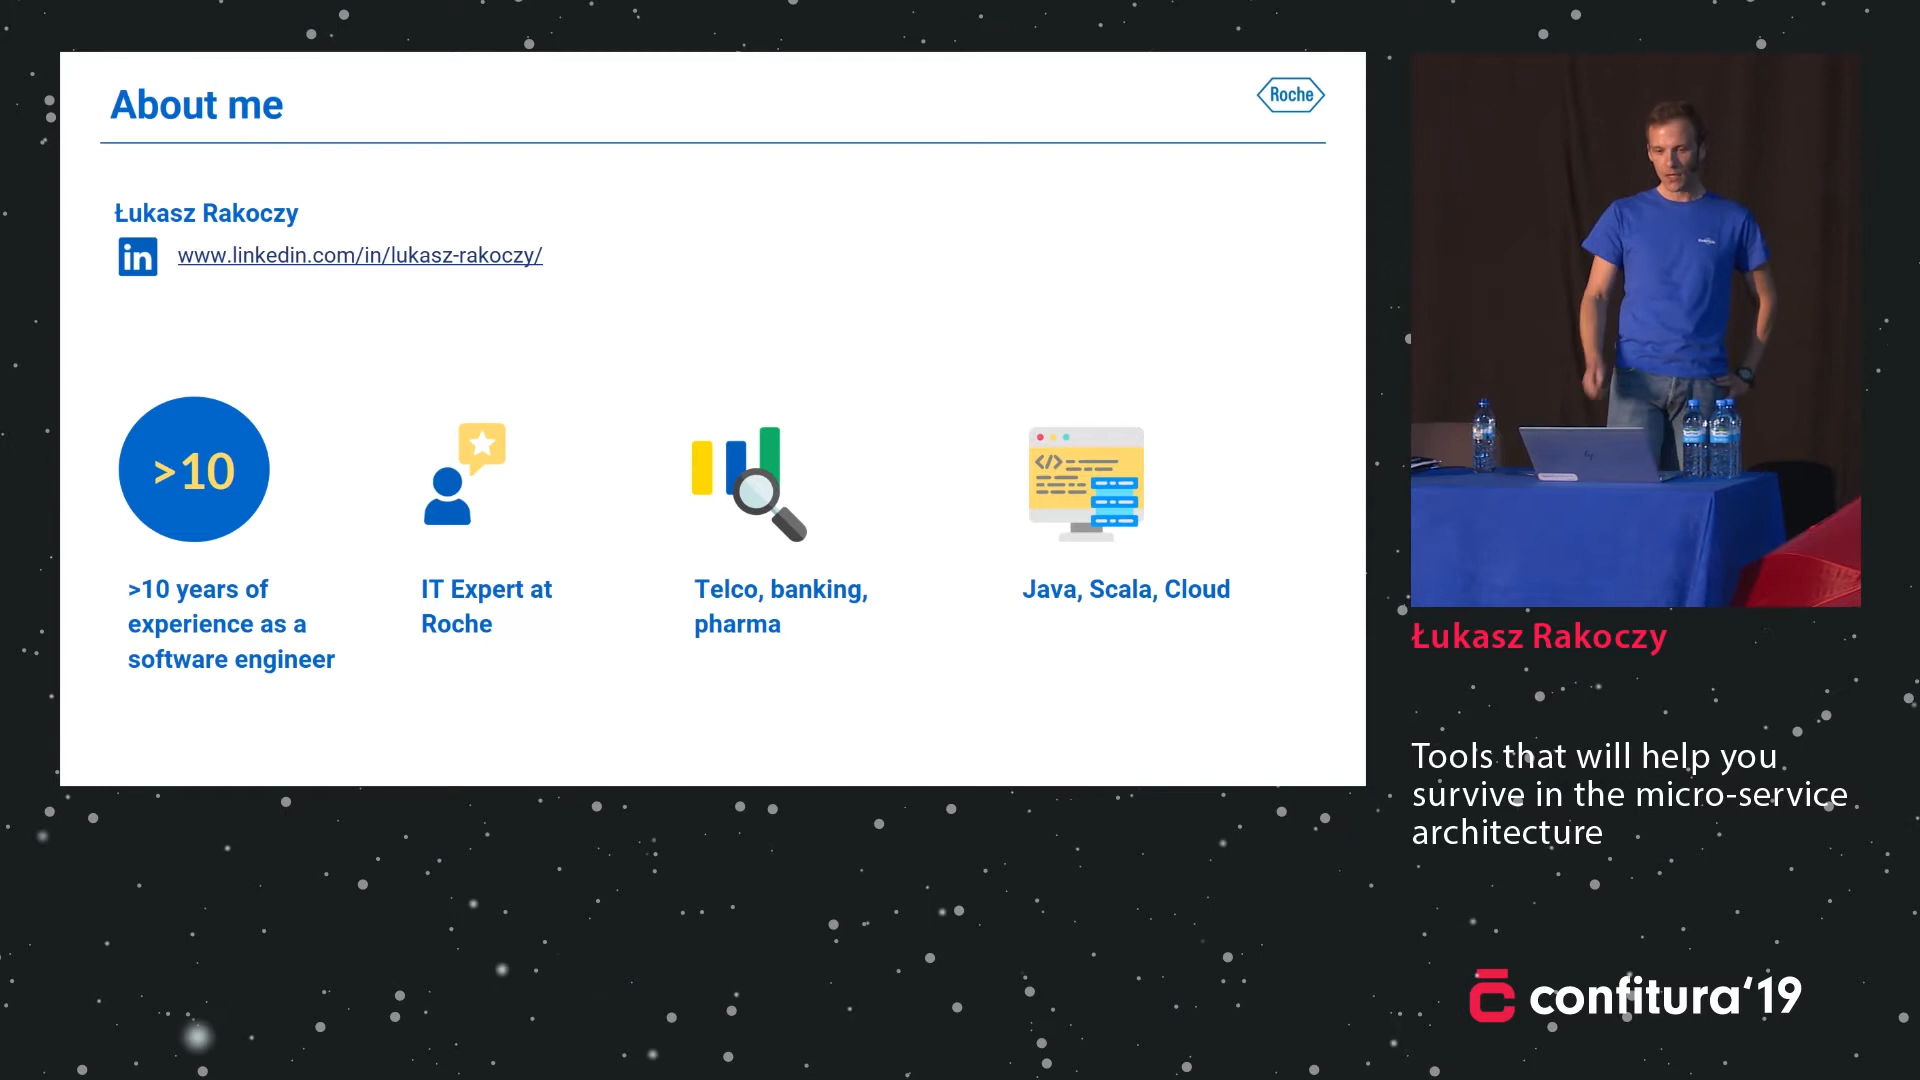 About me
Roche
Łukasz Rakoczy
in
www.linkedin.com/in/lukasz-rakoczy/
>10
>10 years of
experience as a
software engineer
IT Expert at
Roche
Telco, banking,
pharma
</>
Java, Scala, Cloud
Łukasz Rakoczy
Tools that will help you
survive in the micro-service
architecture
confitura‘19